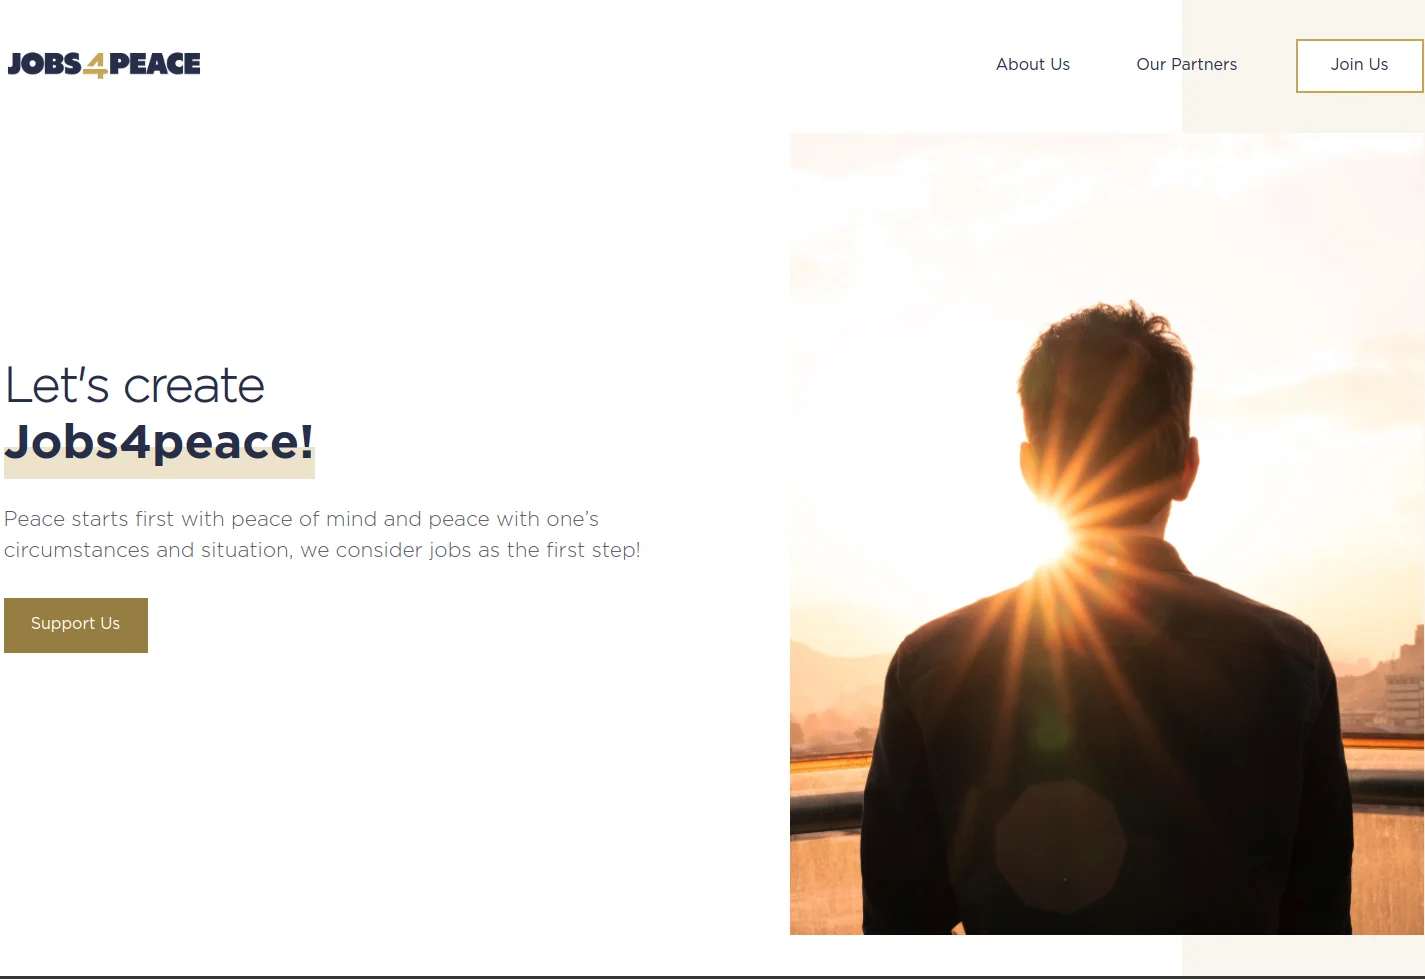 JOBS4PEACE
About Us
Our Partners
Join Us
Let's create
Jobs4peace!
Peace starts first with peace of mind and peace with one’s
circumstances and situation, we consider jobs as the first step!
Support Us